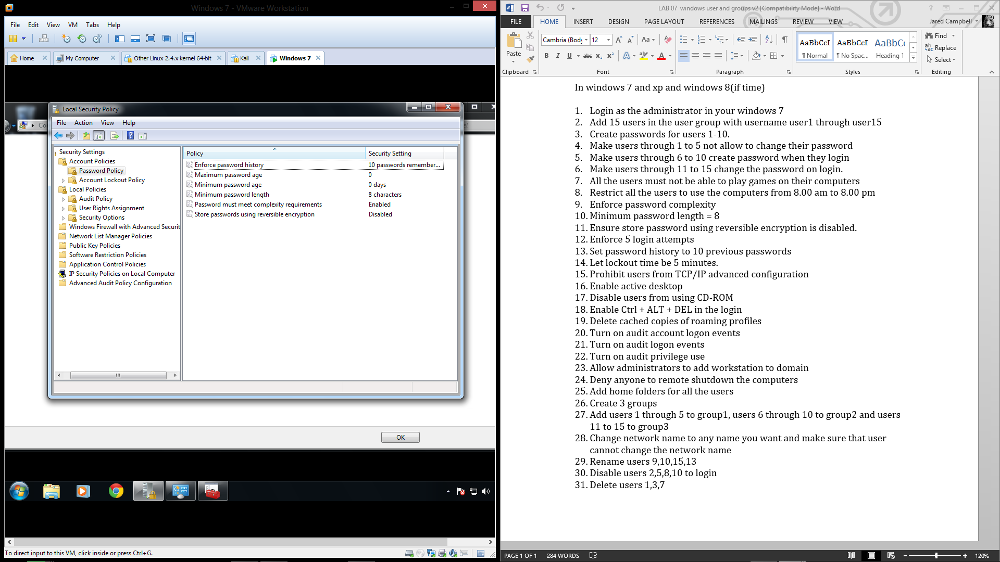 Windows 7 - VMware Workstation
File Edit View VM Tabs Help
Home
My Computer
Other Linux 2.4.x kernel 64-bit
Kali
Windows 7
Local Security Policy
File Action View Help
Security Settings
Account Policies
Password Policy
Account Lockout Policy
Local Policies
Audit Policy
User Rights Assignment
Security Options
Windows Firewall with Advanced Securit
Network List Manager Policies
Public Key Policies
Software Restriction Policies
Application Control Policies
IP Security Policies on Local Computer
Advanced Audit Policy Configuration
Policy Security Setting
Enforce password history 10 passwords remember...
Maximum password age 0
Minimum password age 0 days
Minimum password length 8 characters
Password must meet complexity requirements Enabled
Store passwords using reversible encryption Disabled
OK
To direct input to this VM, click inside or press Ctrl+G.
LAB 07 windows user and groups v2 [Compatibility Mode] - Word
FILE HOME INSERT DESIGN PAGE LAYOUT REFERENCES MAILINGS REVIEW VIEW
Jared Campbell
Paste
Clipboard
Cambria (Body 12
Font
Paragraph
AaBbCcI AaBbCcI AaBbC
¶ Normal ¶ No Spac... Heading 1
Styles
Find
Replace
Select
Editing
In windows 7 and xp and windows 8(if time)
1. Login as the administrator in your windows 7
2. Add 15 users in the user group with username user1 through user15
3. Create passwords for users 1-10.
4. Make users through 1 to 5 not allow to change their password
5. Make users through 6 to 10 create password when they login
6. Make users through 11 to 15 change the password on login.
7. All the users must not be able to play games on their computers
8. Restrict all the users to use the computers from 8.00 am to 8.00 pm
9. Enforce password complexity
10. Minimum password length = 8
11. Ensure store password using reversible encryption is disabled.
12. Enforce 5 login attempts
13. Set password history to 10 previous passwords
14. Let lockout time be 5 minutes.
15. Prohibit users from TCP/IP advanced configuration
16. Enable active desktop
17. Disable users from using CD-ROM
18. Enable Ctrl + ALT + DEL in the login
19. Delete cached copies of roaming profiles
20. Turn on audit account logon events
21. Turn on audit logon events
22. Turn on audit privilege use
23. Allow administrators to add workstation to domain
24. Deny anyone to remote shutdown the computers
25. Add home folders for all the users
26. Create 3 groups
27. Add users 1 through 5 to group1, users 6 through 10 to group2 and users
11 to 15 to group3
28. Change network name to any name you want and make sure that user
cannot change the network name
29. Rename users 9,10,15,13
30. Disable users 2,5,8,10 to login
31. Delete users 1,3,7
PAGE 1 OF 1 284 WORDS
120%